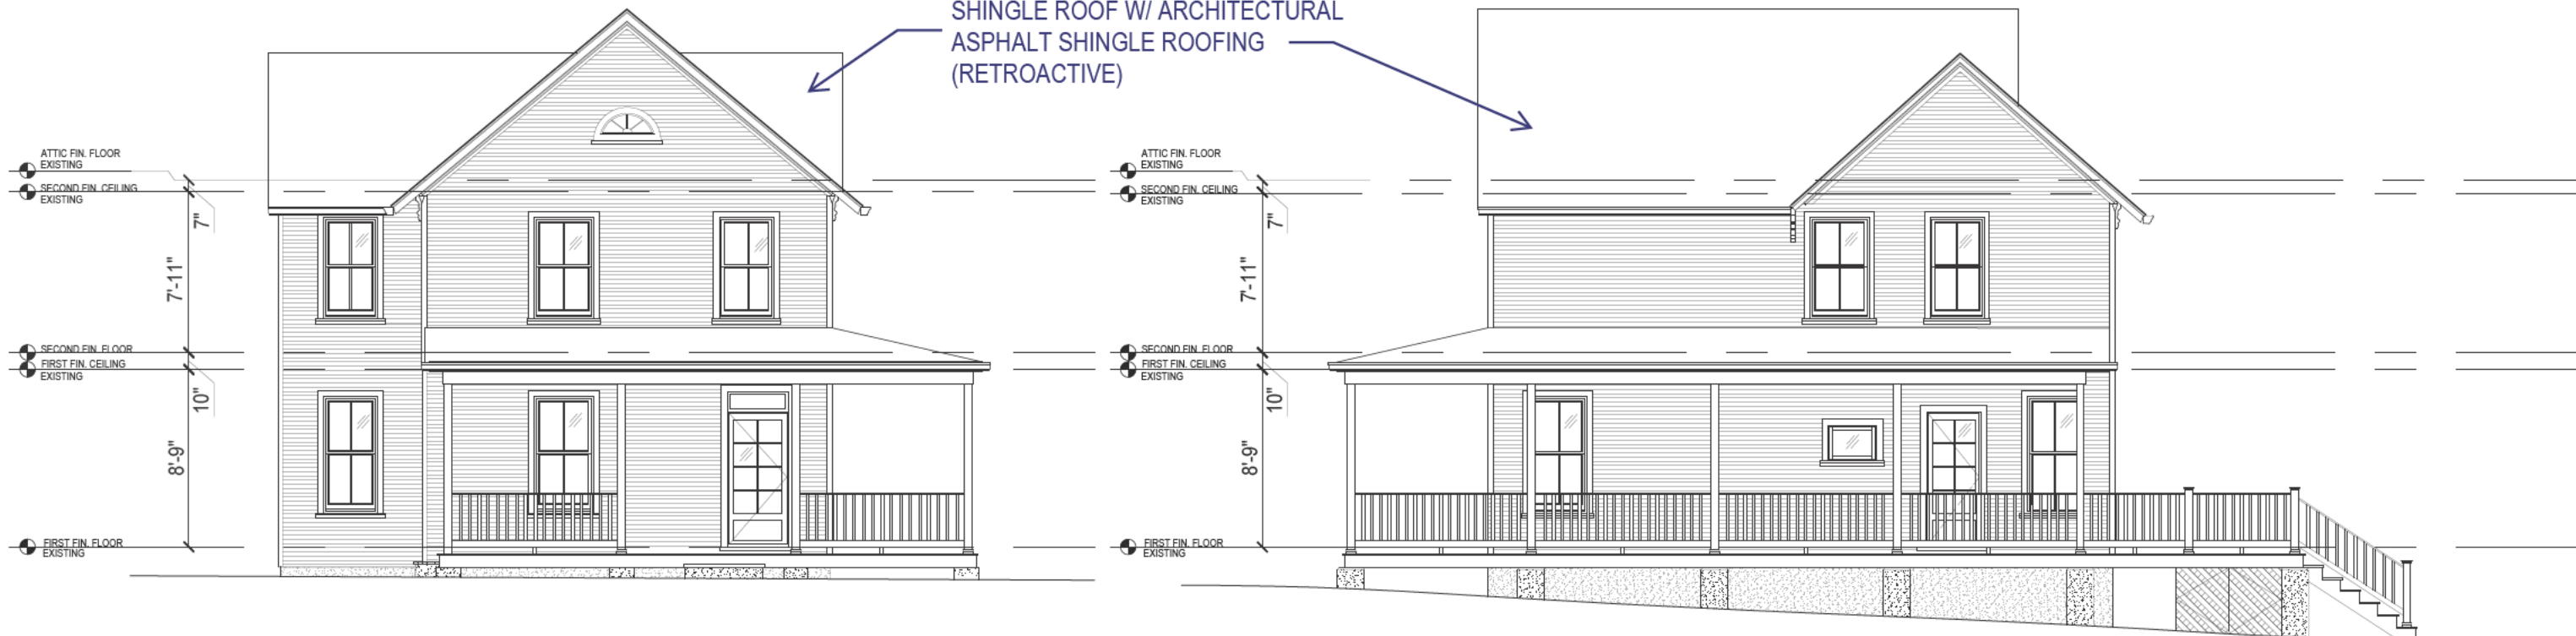 SHINGLE ROOF W/ ARCHITECTURAL
ASPHALT SHINGLE ROOFING
(RETROACTIVE)
ATTIC FIN. FLOOR
EXISTING
SECOND FIN. CEILING
EXISTING
7"
7'-11"
SECOND FIN. FLOOR
FIRST FIN. CEILING
EXISTING
10"
8'-9"
FIRST FIN. FLOOR
EXISTING
ATTIC FIN. FLOOR
EXISTING
SECOND FIN. CEILING
EXISTING
7"
7'-11"
SECOND FIN. FLOOR
FIRST FIN. CEILING
EXISTING
10"
8'-9"
FIRST FIN. FLOOR
EXISTING